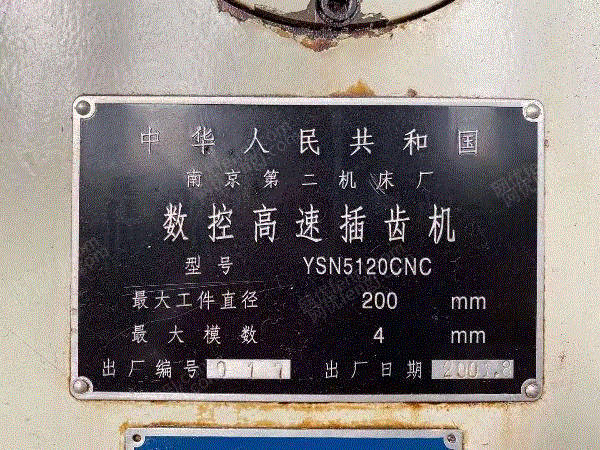 中华人民共和国
南京第二机床厂
数控高速插齿机
型号 YSN5120CNC
最大工件直径 200 mm
最大模数 4 mm
出厂编号 011 出厂日期